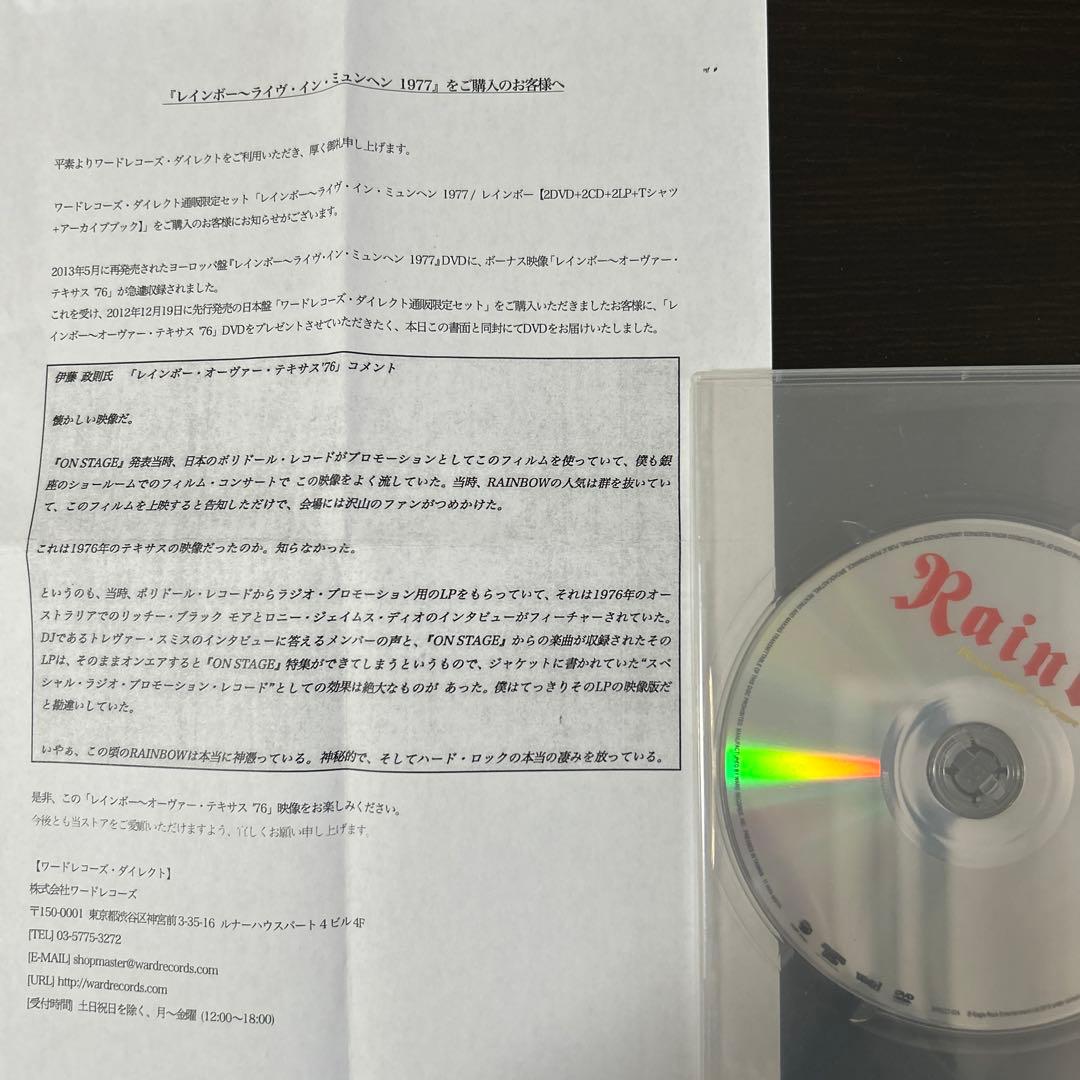 『レインボー〜ライヴ・イン・ミュンヘン 1977』をご購入のお客様へ
平素よりワードレコーズ・ダイレクトをご利用いただき、厚く御礼申し上げます。
ワードレコーズ・ダイレクト通販限定セット「レインボー〜ライヴ・イン・ミュンヘン 1977 / レインボー【2DVD+2CD+2LP+Tシャツ
+アーカイブブック】」をご購入のお客様にお知らせがございます。
2013年5月に再発売されたヨーロッパ盤『レインボー〜ライヴ・イン・ミュンヘン 1977』DVDに、ボーナス映像「レインボー〜オーヴァー・
テキサス '76」が急遽収録されました。
これを受け、2012年12月19日に先行発売の日本盤「ワードレコーズ・ダイレクト通販限定セット」をご購入いただきましたお客様に、「レ
インボー〜オーヴァー・テキサス '76」DVDをプレゼントさせていただきたく、本日この書面と同封にてDVDをお届けいたしました。
伊藤 政則氏 「レインボー・オーヴァー・テキサス'76」コメント
懐かしい映像だ。
『ON STAGE』発表当時、日本のポリドール・レコードがプロモーションとしてこのフィルムを使っていて、僕も銀
座のショールームでのフィルム・コンサートで この映像をよく流していた。当時、RAINBOWの人気は群を抜いてい
て、このフィルムを上映すると告知しただけで、会場には沢山のファンがつめかけた。
これは1976年のテキサスの映像だったのか。知らなかった。
というのも、当時、ポリドール・レコードからラジオ・プロモーション用のLPをもらっていて、それは1976年のオー
ストラリアでのリッチー・ブラック モアとロニー・ジェイムス・ディオのインタビューがフィーチャーされていた。
DJであるトレヴァー・スミスのインタビューに答えるメンバーの声と、『ON STAGE』からの楽曲が収録されたその
LPは、そのままオンエアすると『ON STAGE』特集ができてしまうというもので、ジャケットに書かれていた"スペ
シャル・ラジオ・プロモーション・レコード"としての効果は絶大なものが あった。僕はてっきりそのLPの映像版だ
と勘違いしていた。
いやぁ、この頃のRAINBOWは本当に神憑っている。神秘的で、そしてハード・ロックの本当の凄みを放っている。
是非、この「レインボー〜オーヴァー・テキサス '76」映像をお楽しみください。
今後とも当ストアをご愛顧いただけますよう、宜しくお願い申し上げます。
【ワードレコーズ・ダイレクト】
株式会社ワードレコーズ
〒150-0001 東京都渋谷区神宮前3-35-16 ルナーハウスパート4ビル4F
[TEL] 03-5775-3272
[E-MAIL] shopmaster@wardrecords.com
[URL] http://wardrecords.com
[受付時間] 土日祝日を除く、月〜金曜 (12:00〜18:00)
Rain
DVD